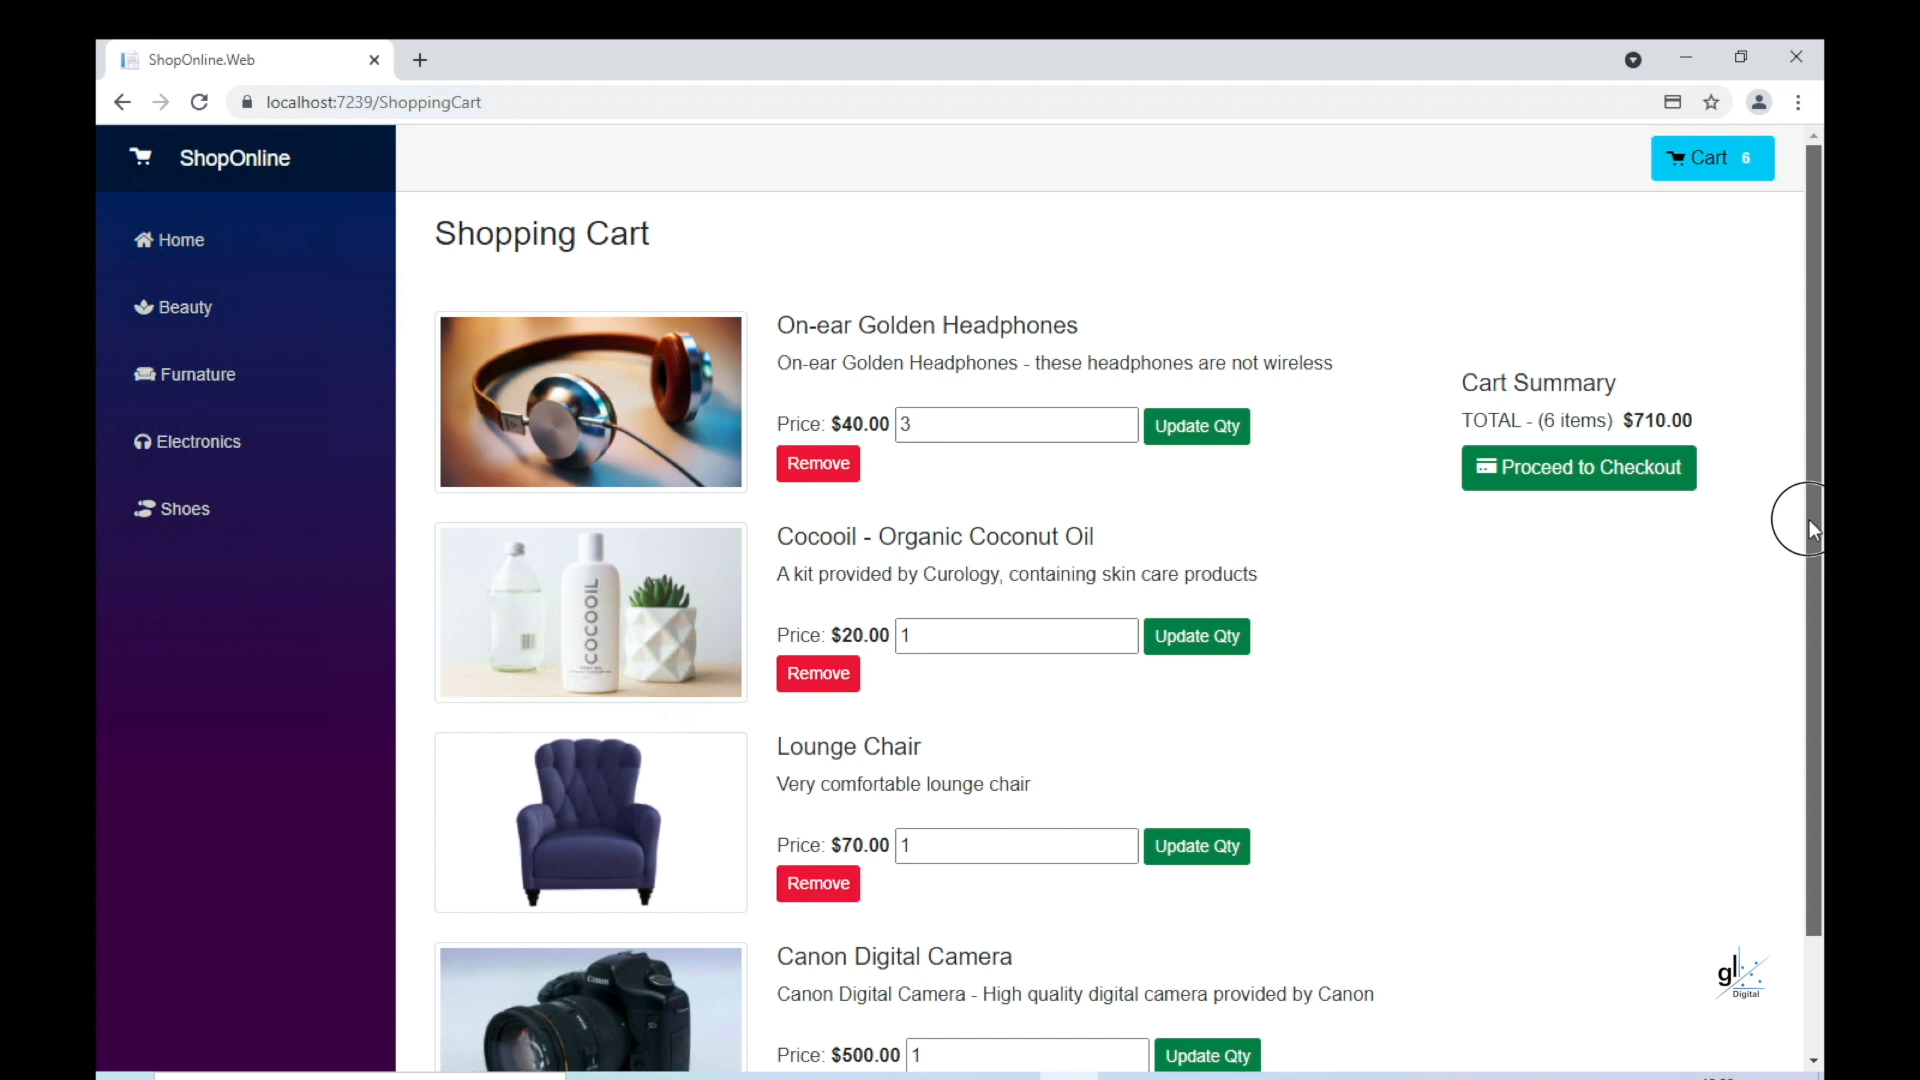 ShopOnline.Web
localhost:7239/ShoppingCart
ShopOnline
Cart 6
Home
Beauty
Furnature
Electronics
Shoes
Shopping Cart
On-ear Golden Headphones
On-ear Golden Headphones - these headphones are not wireless
Price: $40.00 3 Update Qty
Remove
Cart Summary
TOTAL - (6 items) $710.00
Proceed to Checkout
COCOOIL
Cocooil - Organic Coconut Oil
A kit provided by Curology, containing skin care products
Price: $20.00 1 Update Qty
Remove
Lounge Chair
Very comfortable lounge chair
Price: $70.00 1 Update Qty
Remove
Canon
Canon Digital Camera
Canon Digital Camera - High quality digital camera provided by Canon
Price: $500.00 1 Update Qty
gl
Digital